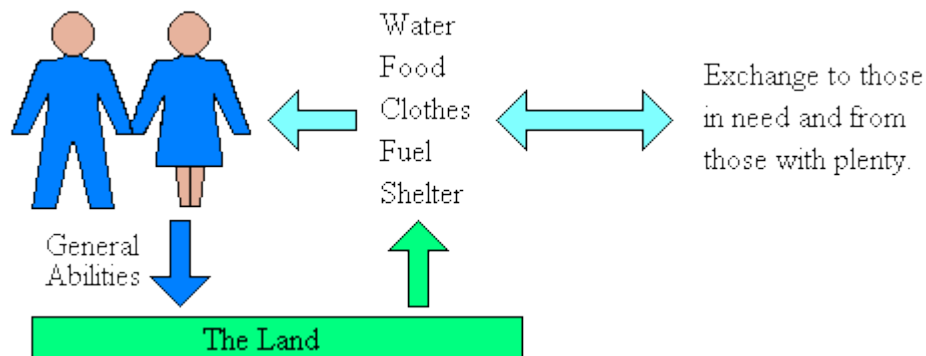 Water
Food
Clothes
Fuel
Shelter
Exchange to those
in need and from
those with plenty.
General
Abilities
The Land